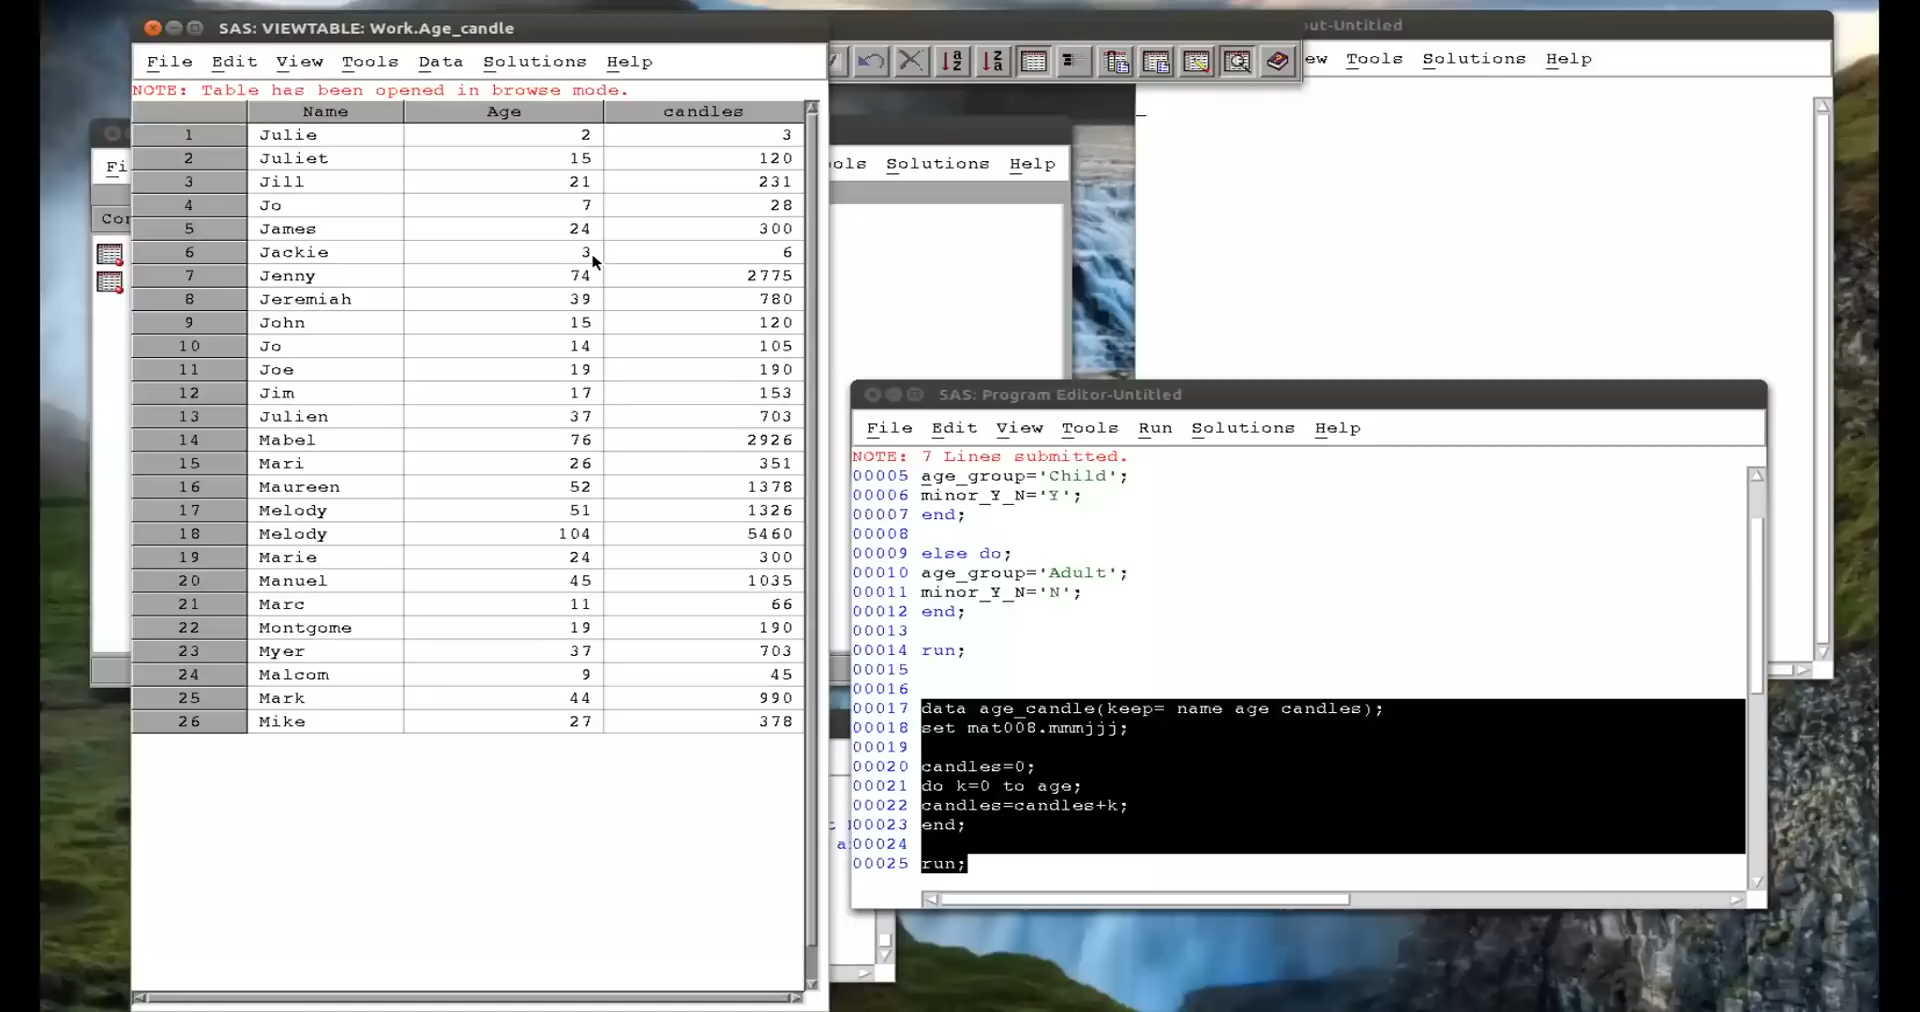 SAS: VIEWTABLE: Work.Age_candle
File Edit View Tools Data Solutions Help
NOTE: Table has been opened in browse mode.
Name Age candles
1 Julie 2 3
2 Juliet 15 120
3 Jill 21 231
4 Jo 7 28
5 James 24 300
6 Jackie 3 6
7 Jenny 74 2775
8 Jeremiah 39 780
9 John 15 120
10 Jo 14 105
11 Joe 19 190
12 Jim 17 153
13 Julien 37 703
14 Mabel 76 2926
15 Mari 26 351
16 Maureen 52 1378
17 Melody 51 1326
18 Melody 104 5460
19 Marie 24 300
20 Manuel 45 1035
21 Marc 11 66
22 Montgome 19 190
23 Myer 37 703
24 Malcom 9 45
25 Mark 44 990
26 Mike 27 378
Fi
Cor
ut-Untitled
ew Tools Solutions Help
ols Solutions Help
SAS: Program Editor-Untitled
File Edit View Tools Run Solutions Help
NOTE: 7 Lines submitted.
00005 age_group='Child';
00006 minor_Y_N='Y';
00007 end;
00008
00009 else do;
00010 age_group='Adult';
00011 minor_Y_N='N';
00012 end;
00013
00014 run;
00015
00016
00017 data age_candle(keep= name age candles);
00018 set mat008.mmmjjj;
00019
00020 candles=0;
00021 do k=0 to age;
00022 candles=candles+k;
00023 end;
00024
00025 run;